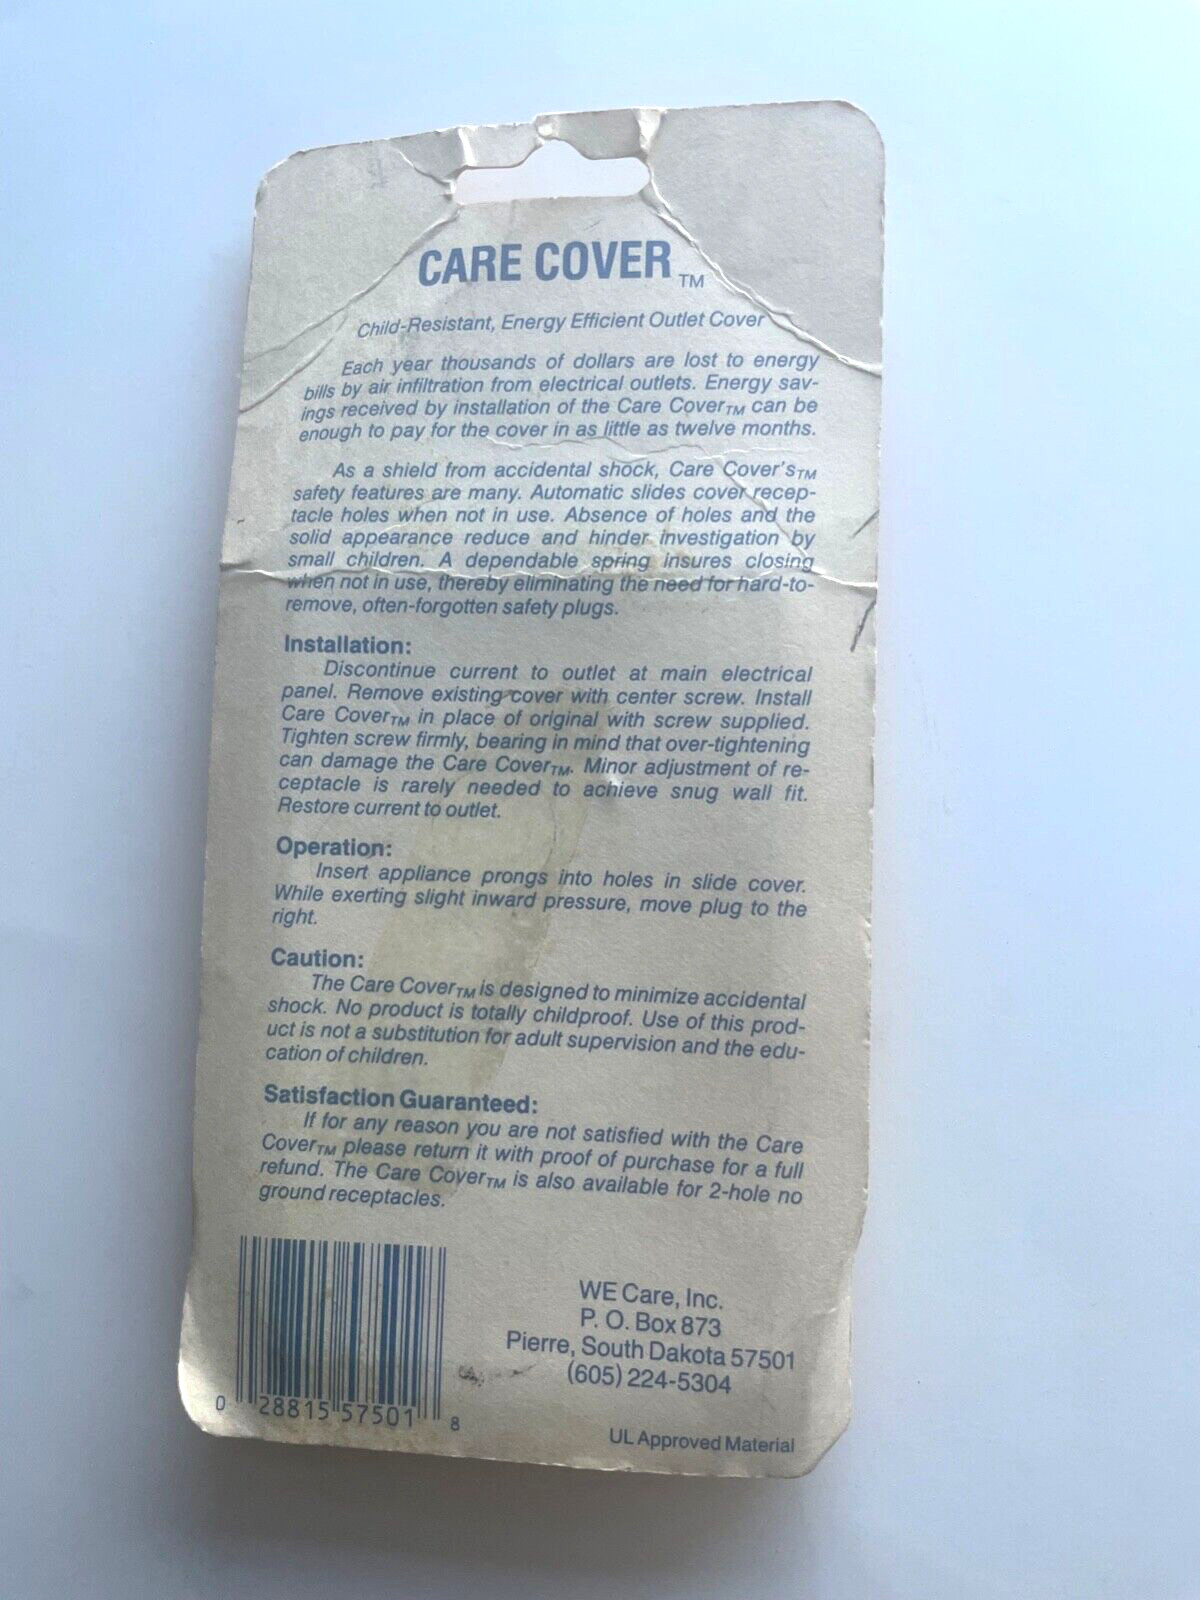 CARE COVER™
Child-Resistant, Energy Efficient Outlet Cover
Each year thousands of dollars are lost to energy
bills by air infiltration from electrical outlets. Energy sav-
ings received by installation of the Care Cover™ can be
enough to pay for the cover in as little as twelve months.
As a shield from accidental shock, Care Cover's™
safety features are many. Automatic slides cover recep-
tacle holes when not in use. Absence of holes and the
solid appearance reduce and hinder investigation by
small children. A dependable spring insures closing
when not in use, thereby eliminating the need for hard-to-
remove, often-forgotten safety plugs.
Installation:
Discontinue current to outlet at main electrical
panel. Remove existing cover with center screw. Install
Care Cover™ in place of original with screw supplied.
Tighten screw firmly, bearing in mind that over-tightening
can damage the Care Cover™. Minor adjustment of re-
ceptacle is rarely needed to achieve snug wall fit.
Restore current to outlet.
Operation:
Insert appliance prongs into holes in slide cover.
While exerting slight inward pressure, move plug to the
right.
Caution:
The Care Cover™ is designed to minimize accidental
shock. No product is totally childproof. Use of this prod-
uct is not a substitution for adult supervision and the edu-
cation of children.
Satisfaction Guaranteed:
If for any reason you are not satisfied with the Care
Cover™ please return it with proof of purchase for a full
refund. The Care Cover™ is also available for 2-hole no
ground receptacles.
WE Care, Inc.
P. O. Box 873
Pierre, South Dakota 57501
(605) 224-5304
0 28815 57501 8
UL Approved Material